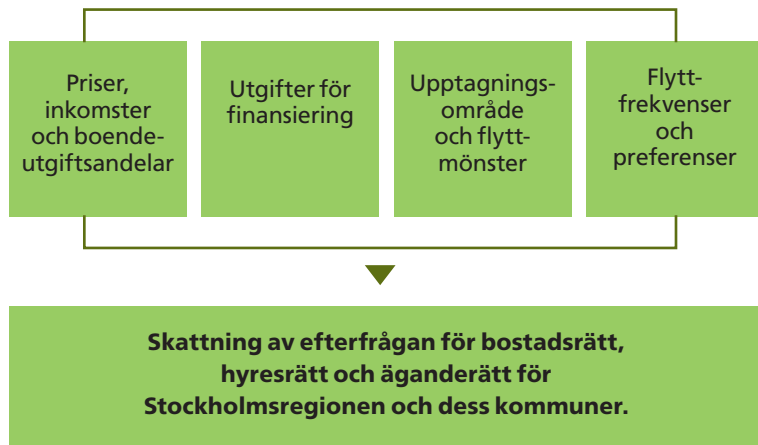 Priser,
inkomster
och boende-
utgiftsandelar
Utgifter för
finansiering
Upptagnings-
område
och flytt-
mönster
Flytt-
frekvenser
och
preferenser
Skattning av efterfrågan för bostadsrätt,
hyresrätt och äganderätt för
Stockholmsregionen och dess kommuner.